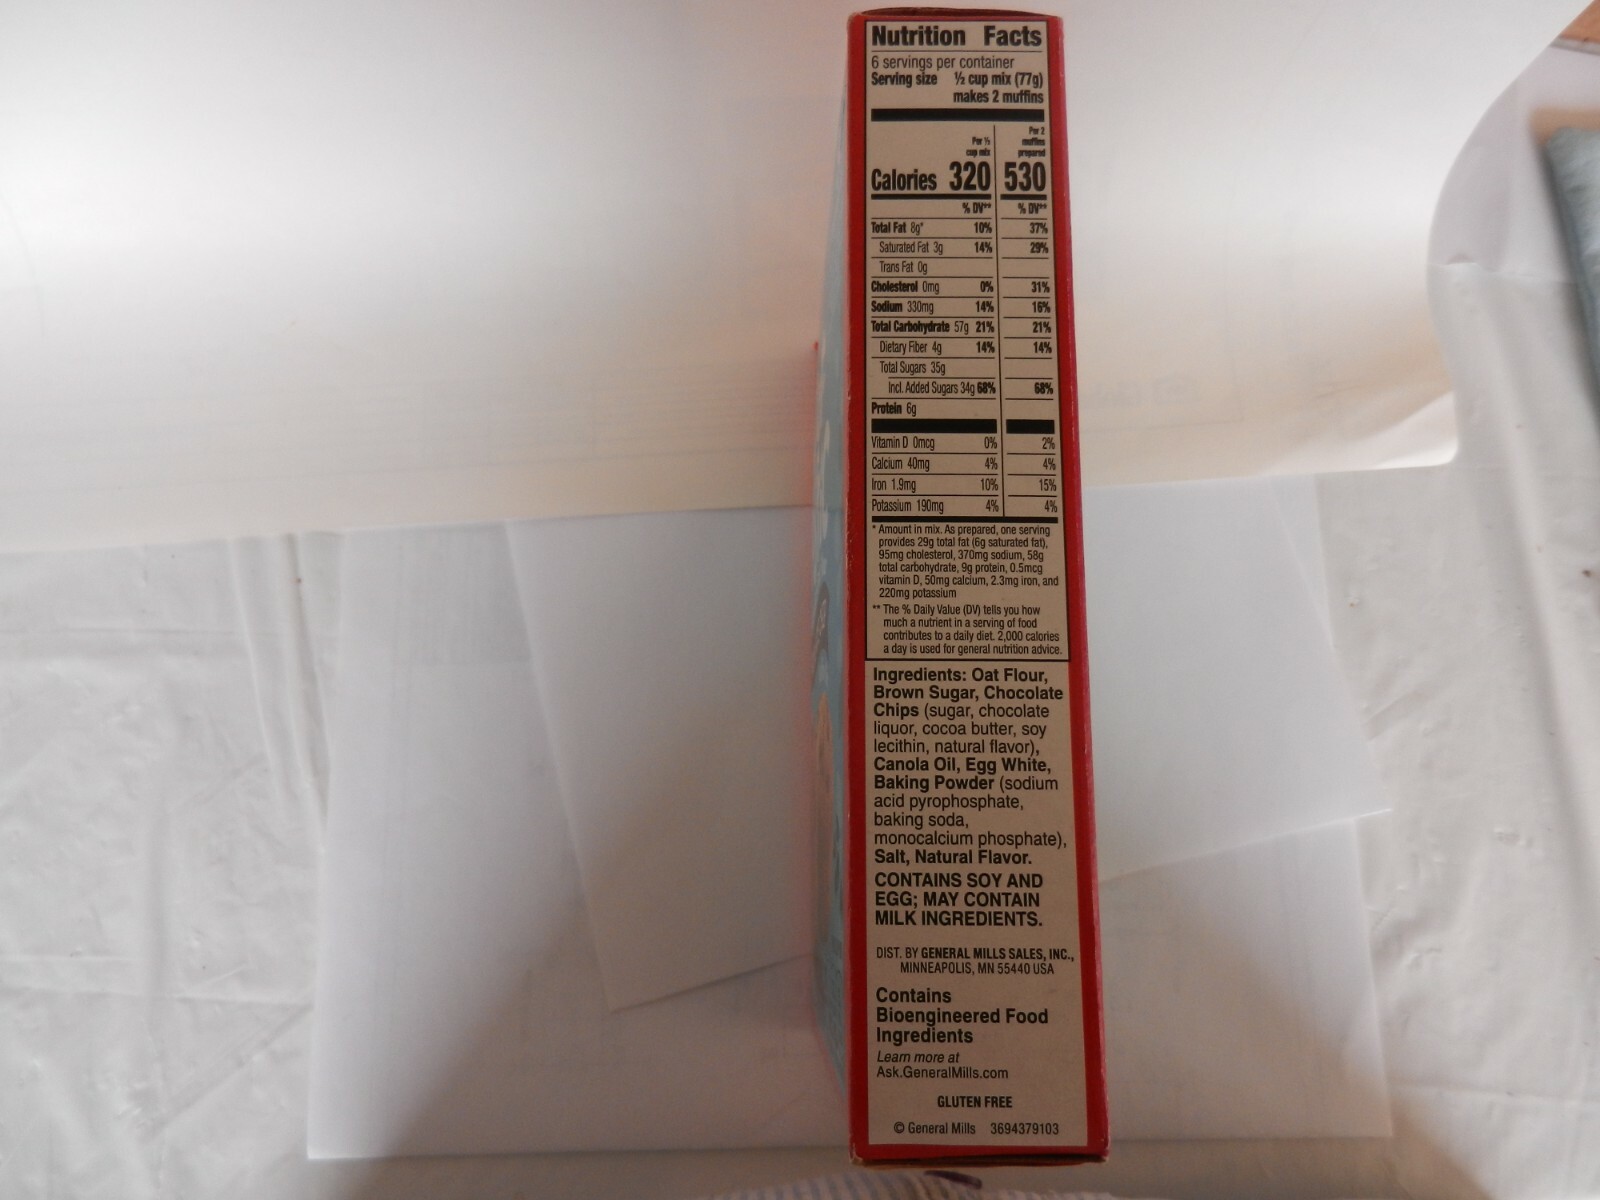 Nutrition Facts
6 servings per container
Serving size ½ cup mix (77g)
makes 2 muffins
Per ½ cup mix
Per 2 muffins prepared
Calories 320 530
% DV** % DV**
Total Fat 8g* 10% 37%
Saturated Fat 3g 14% 29%
Trans Fat 0g
Cholesterol 0mg 0% 31%
Sodium 330mg 14% 16%
Total Carbohydrate 57g 21% 21%
Dietary Fiber 4g 14% 14%
Total Sugars 35g
Incl. Added Sugars 34g 68% 68%
Protein 6g
Vitamin D 0mcg 0% 2%
Calcium 40mg 4% 4%
Iron 1.9mg 10% 15%
Potassium 190mg 4% 4%
* Amount in mix. As prepared, one serving
provides 29g total fat (6g saturated fat),
95mg cholesterol, 370mg sodium, 58g
total carbohydrate, 9g protein, 0.5mcg
vitamin D, 50mg calcium, 2.3mg iron, and
220mg potassium
** The % Daily Value (DV) tells you how
much a nutrient in a serving of food
contributes to a daily diet. 2,000 calories
a day is used for general nutrition advice.
Ingredients: Oat Flour,
Brown Sugar, Chocolate
Chips (sugar, chocolate
liquor, cocoa butter, soy
lecithin, natural flavor),
Canola Oil, Egg White,
Baking Powder (sodium
acid pyrophosphate,
baking soda,
monocalcium phosphate),
Salt, Natural Flavor.
CONTAINS SOY AND
EGG; MAY CONTAIN
MILK INGREDIENTS.
DIST. BY GENERAL MILLS SALES, INC.,
MINNEAPOLIS, MN 55440 USA
Contains
Bioengineered Food
Ingredients
Learn more at
Ask.GeneralMills.com
GLUTEN FREE
© General Mills 3694379103